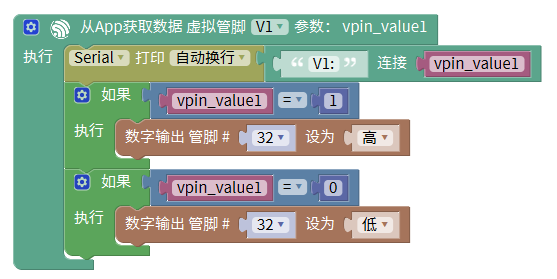 从App获取数据 虚拟管脚 V1 参数： vpin_value1
执行 Serial 打印 自动换行 “ V1: ” 连接 vpin_value1
如果 vpin_value1 = 1
执行 数字输出 管脚 # 32 设为 高
如果 vpin_value1 = 0
执行 数字输出 管脚 # 32 设为 低